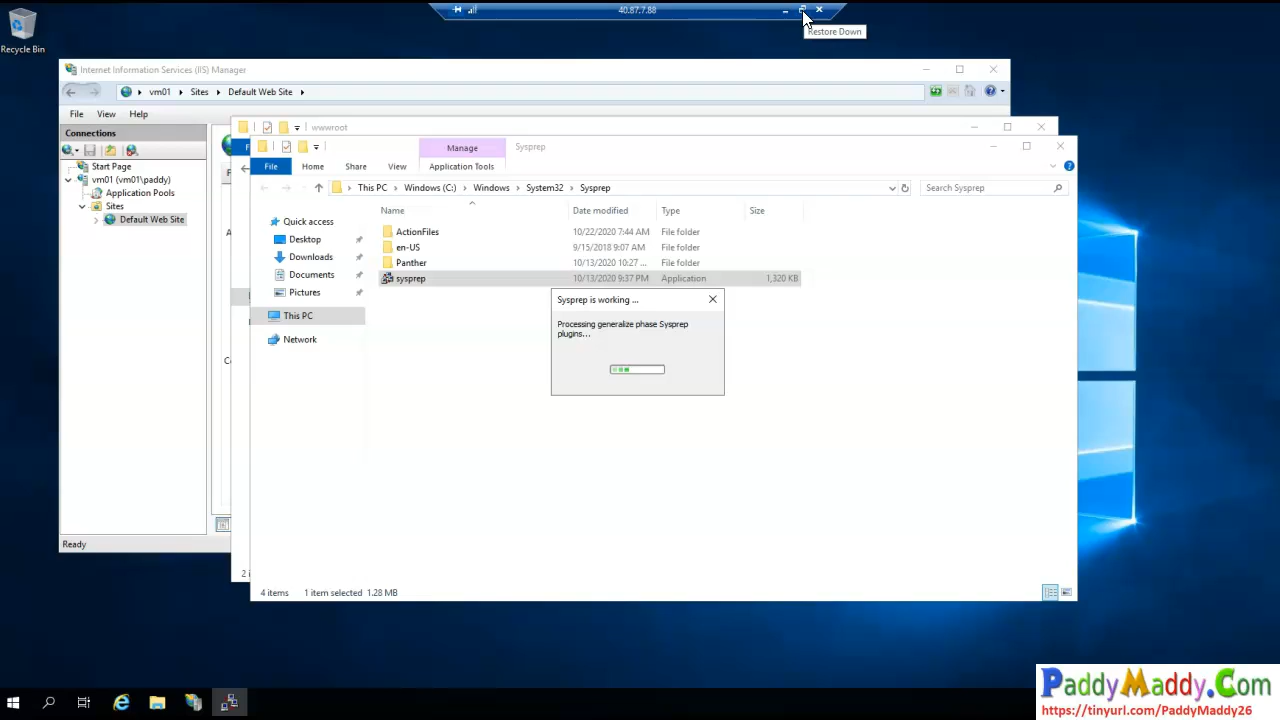 40.87.7.88
Restore Down
Recycle Bin
Internet Information Services (IIS) Manager
vm01
Sites
Default Web Site
File
View
Help
Connections
Start Page
vm01 (vm01\paddy)
Application Pools
Sites
Default Web Site
Ready
wwwroot
Manage
Sysprep
File
Home
Share
View
Application Tools
This PC
Windows (C:)
Windows
System32
Sysprep
Search Sysprep
Name
Date modified
Type
Size
Quick access
Desktop
Downloads
Documents
Pictures
This PC
Network
ActionFiles
10/22/2020 7:44 AM
File folder
en-US
9/15/2018 9:07 AM
File folder
Panther
10/13/2020 10:27 ...
File folder
sysprep
10/13/2020 9:37 PM
Application
1,320 KB
Sysprep is working ...
Processing generalize phase Sysprep
plugins...
4 items
1 item selected 1.28 MB
PaddyMaddy.Com
https://tinyurl.com/PaddyMaddy26